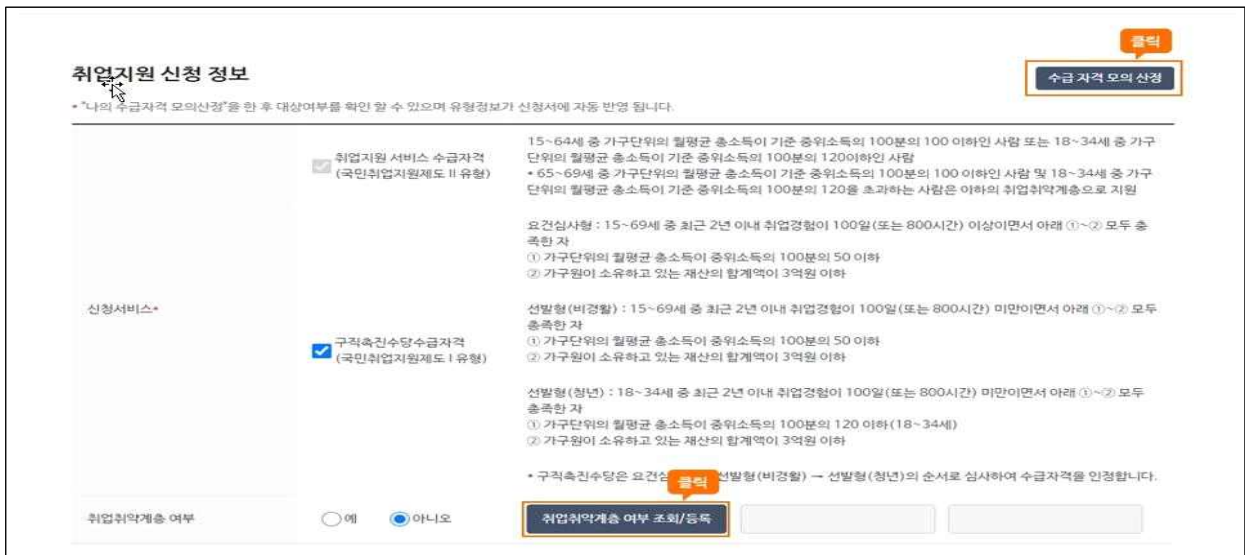 클릭
취업지원 신청 정보
수급 자격 모의 산정
• "나의 수급자격 모의산정"을 한 후 대상여부를 확인 할 수 있으며 유형정보가 신청서에 자동 반영 됩니다.
신청서비스•
취업지원 서비스 수급자격
(국민취업지원제도 II 유형)
15~64세 중 가구단위의 월평균 총소득이 기준 중위소득의 100분의 100 이하인 사람 또는 18~34세 중 가구
단위의 월평균 총소득이 기준 중위소득의 100분의 120이하인 사람
• 65~69세 중 가구단위의 월평균 총소득이 기준 중위소득의 100분의 100 이하인 사람 및 18~34세 중 가구
단위의 월평균 총소득이 기준 중위소득의 100분의 120을 초과하는 사람은 이하의 취업취약계층으로 지원
구직촉진수당수급자격
(국민취업지원제도 I 유형)
요건심사형 : 15~69세 중 최근 2년 이내 취업경험이 100일(또는 800시간) 이상이면서 아래 ①~② 모두 충
족한 자
① 가구단위의 월평균 총소득이 중위소득의 100분의 50 이하
② 가구원이 소유하고 있는 재산의 합계액이 3억원 이하
선발형(비경활) : 15~69세 중 최근 2년 이내 취업경험이 100일(또는 800시간) 미만이면서 아래 ①~② 모두
충족한 자
① 가구단위의 월평균 총소득이 중위소득의 100분의 50 이하
② 가구원이 소유하고 있는 재산의 합계액이 3억원 이하
선발형(청년) : 18~34세 중 최근 2년 이내 취업경험이 100일(또는 800시간) 미만이면서 아래 ①~② 모두
충족한 자
① 가구단위의 월평균 총소득이 중위소득의 100분의 120 이하(18~34세)
② 가구원이 소유하고 있는 재산의 합계액이 3억원 이하
• 구직촉진수당은 요건심 선발형(비경활) → 선발형(청년)의 순서로 심사하여 수급자격을 인정합니다.
클릭
취업취약계층 여부
예
아니오
취업취약계층 여부 조회/등록